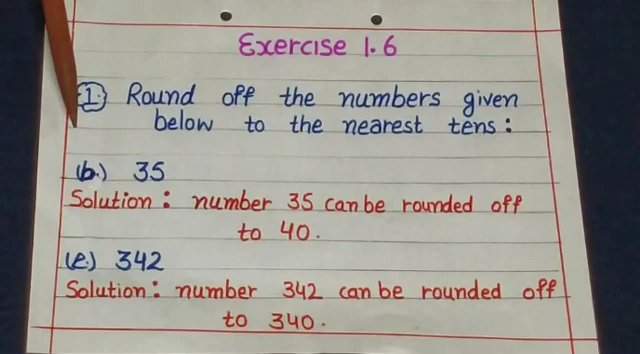 Exercise 1.6
1. Round off the numbers given
below to the nearest tens:
(b.) 35
Solution: number 35 can be rounded off
to 40.
(e.) 342
Solution: number 342 can be rounded off
to 340.